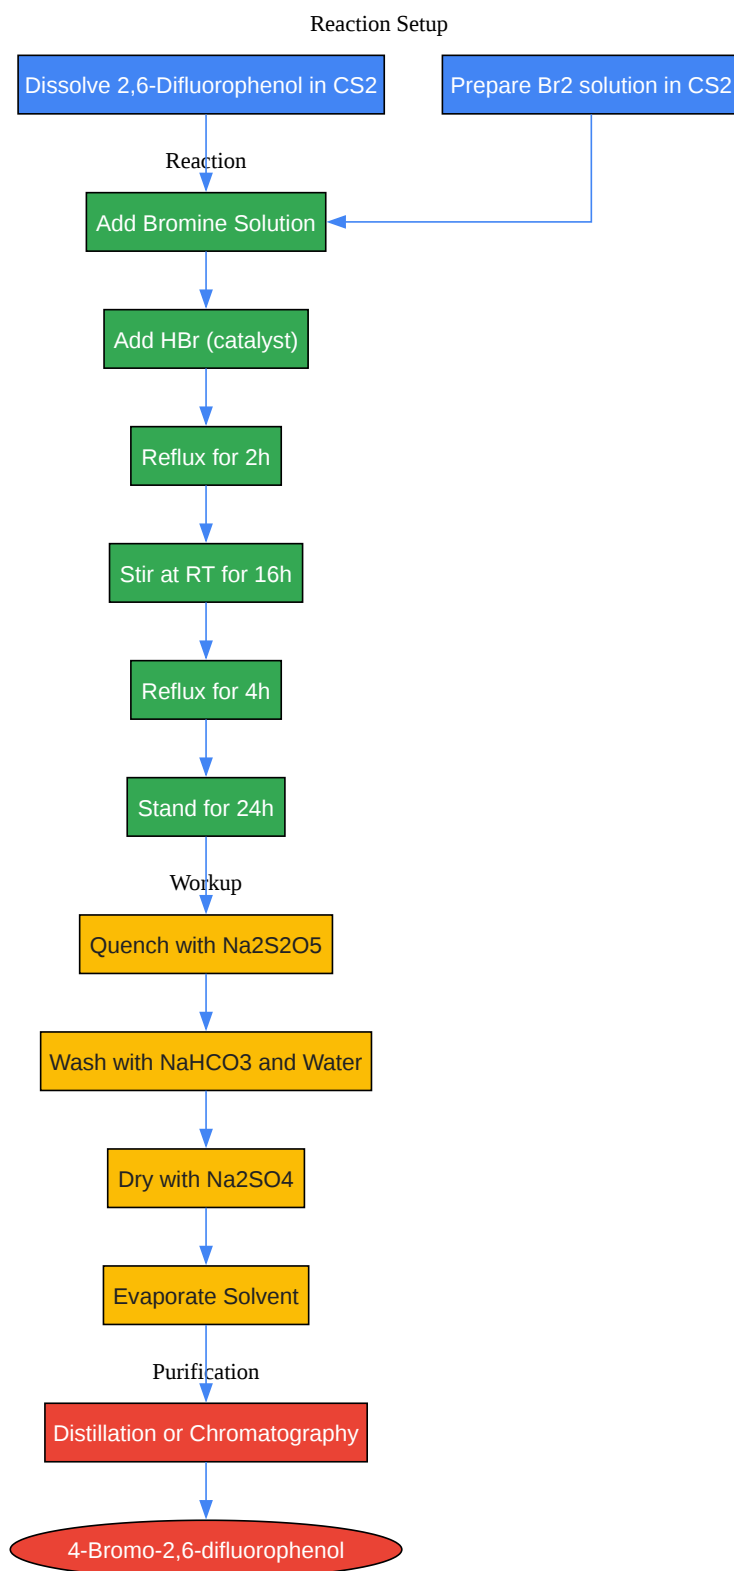 Reaction Setup
Dissolve 2,6-Difluorophenol in CS2
Prepare Br2 solution in CS2
Reaction
Add Bromine Solution
Add HBr (catalyst)
Reflux for 2h
Stir at RT for 16h
Reflux for 4h
Stand for 24h
Workup
Quench with Na2S2O5
Wash with NaHCO3 and Water
Dry with Na2SO4
Evaporate Solvent
Purification
Distillation or Chromatography
4-Bromo-2,6-difluorophenol